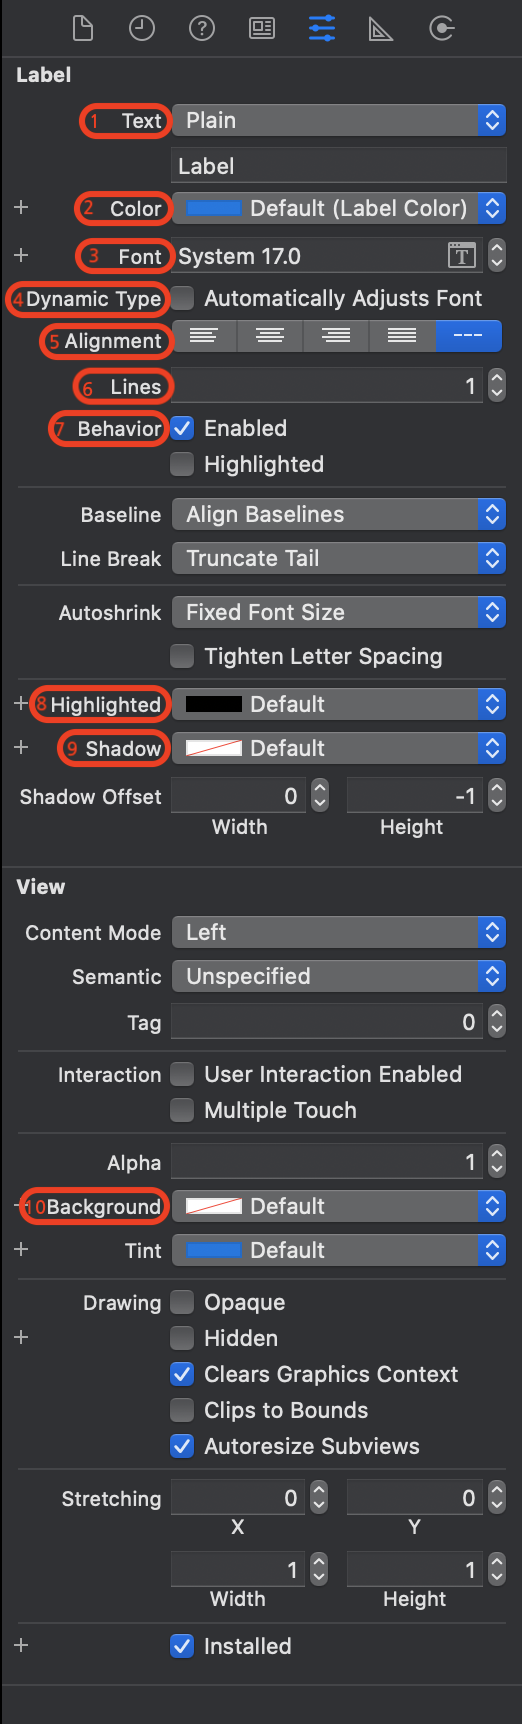 Label
1 Text Plain
Label
+ 2 Color Default (Label Color)
+ 3 Font System 17.0 T
4 Dynamic Type Automatically Adjusts Font
5 Alignment
6 Lines 1
7 Behavior Enabled
Highlighted
Baseline Align Baselines
Line Break Truncate Tail
Autoshrink Fixed Font Size
Tighten Letter Spacing
+ 8 Highlighted Default
+ 9 Shadow Default
Shadow Offset 0 -1
Width Height
View
Content Mode Left
Semantic Unspecified
Tag 0
Interaction User Interaction Enabled
Multiple Touch
Alpha 1
+ 10 Background Default
+ Tint Default
Drawing Opaque
+ Hidden
Clears Graphics Context
Clips to Bounds
Autoresize Subviews
Stretching 0 0
X Y
1 1
Width Height
+ Installed